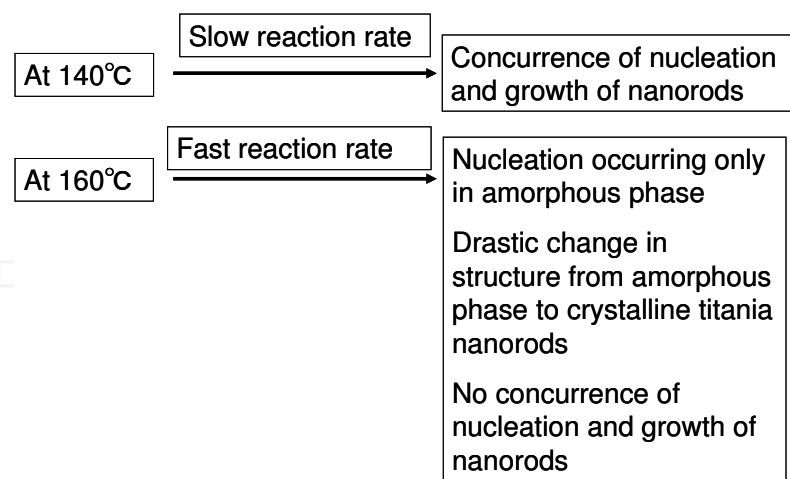 Slow reaction rate
At 140℃
Concurrence of nucleation
and growth of nanorods
Fast reaction rate
At 160℃
Nucleation occurring only
in amorphous phase
Drastic change in
structure from amorphous
phase to crystalline titania
nanorods
No concurrence of
nucleation and growth of
nanorods